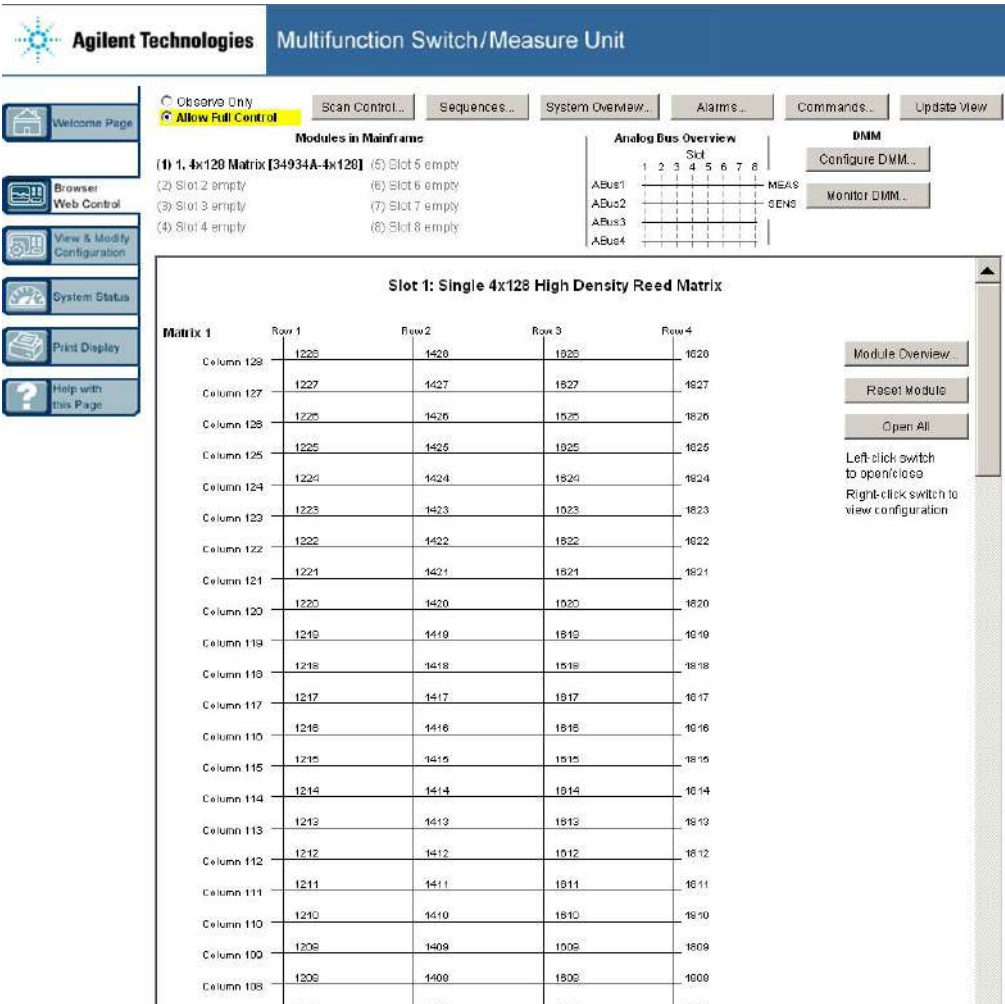 Agilent Technologies
Multifunction Switch/Measure Unit
Welcome Page
Browser
Web Control
View & Modify
Configuration
System Status
Print Display
Help with
this Page
Observe Only
Allow Full Control
Scan Control...
Sequences...
System Overview...
Alarms...
Commands...
Update View
Modules in Mainframe
(1) 1, 4x128 Matrix [34934A-4x128] (5) Slot 5 empty
(2) Slot 2 empty (6) Slot 6 empty
(3) Slot 3 empty (7) Slot 7 empty
(4) Slot 4 empty (8) Slot 8 empty
Analog Bus Overview
Slot
1 2 3 4 5 6 7 8
ABus1 MEAS
ABus2 SENS
ABus3
ABus4
DMM
Configure DMM...
Monitor DMM...
Slot 1: Single 4x128 High Density Reed Matrix
Matrix 1 Row 1 Row 2 Row 3 Row 4
1228 1428 1628 1828
Column 128
1227 1427 1627 1827
Column 127
1226 1426 1626 1826
Column 126
1225 1425 1625 1825
Column 125
1224 1424 1624 1824
Column 124
1223 1423 1623 1823
Column 123
1222 1422 1622 1822
Column 122
1221 1421 1621 1821
Column 121
1220 1420 1620 1820
Column 120
1219 1419 1619 1819
Column 119
1218 1418 1618 1818
Column 118
1217 1417 1617 1817
Column 117
1216 1416 1616 1816
Column 116
1215 1415 1615 1815
Column 115
1214 1414 1614 1814
Column 114
1213 1413 1613 1813
Column 113
1212 1412 1612 1812
Column 112
1211 1411 1611 1811
Column 111
1210 1410 1610 1810
Column 110
1209 1409 1609 1809
Column 109
1208 1408 1608 1808
Column 108
Module Overview...
Reset Module
Open All
Left-click switch
to open/close
Right-click switch to
view configuration